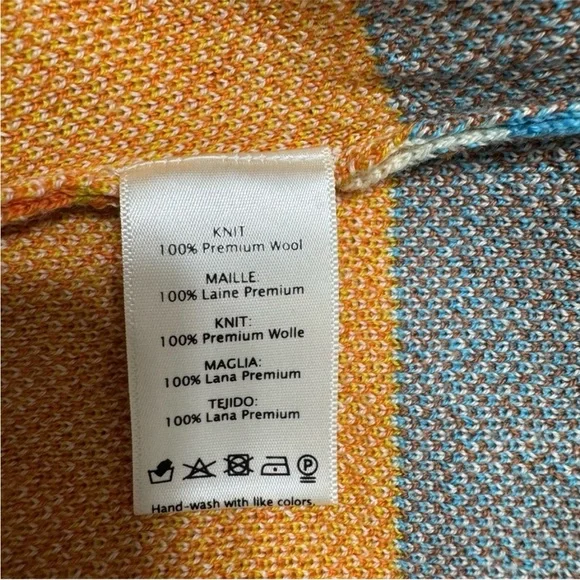 KNIT
100% Premium Wool
MAILLE:
100% Laine Premium
KNIT:
100% Premium Wolle
MAGLIA:
100% Lana Premium
TEJIDO:
100% Lana Premium
P
Hand-wash with like colors.